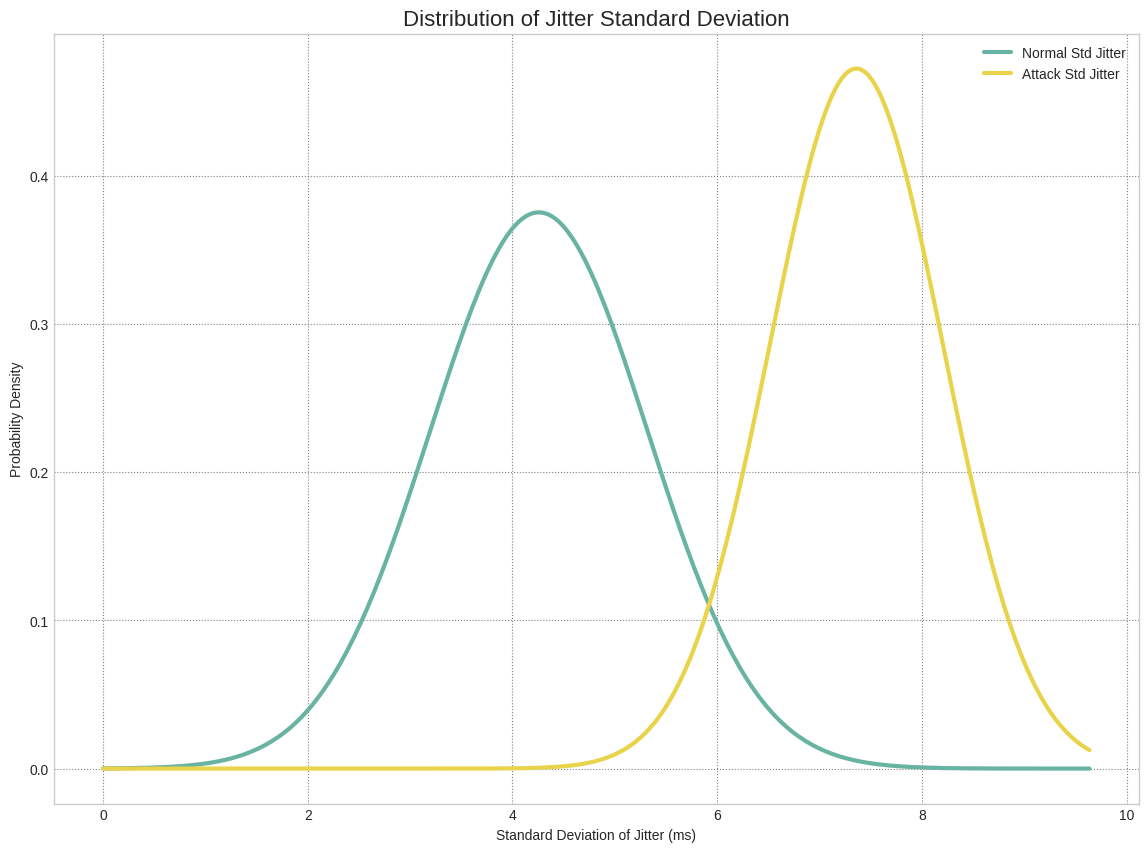 Distribution of Jitter Standard Deviation
Normal Std Jitter
Attack Std Jitter
Probability Density
0.4
0.3
0.2
0.1
0.0
0 2 4 6 8 10
Standard Deviation of Jitter (ms)